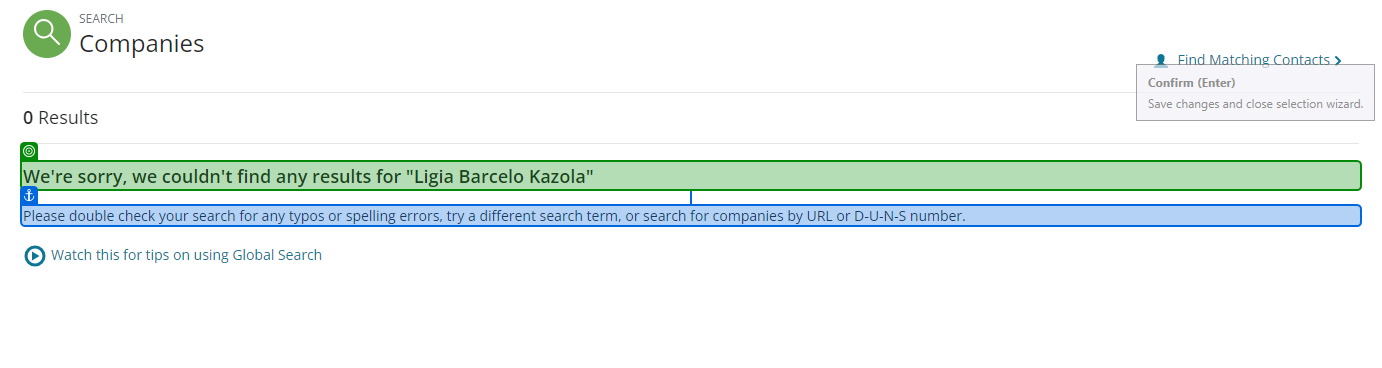 SEARCH
Companies
Find Matching Contacts
Confirm (Enter)
Save changes and close selection wizard.
0 Results
We're sorry, we couldn't find any results for "Ligia Barcelo Kazola"
Please double check your search for any typos or spelling errors, try a different search term, or search for companies by URL or D-U-N-S number.
Watch this for tips on using Global Search